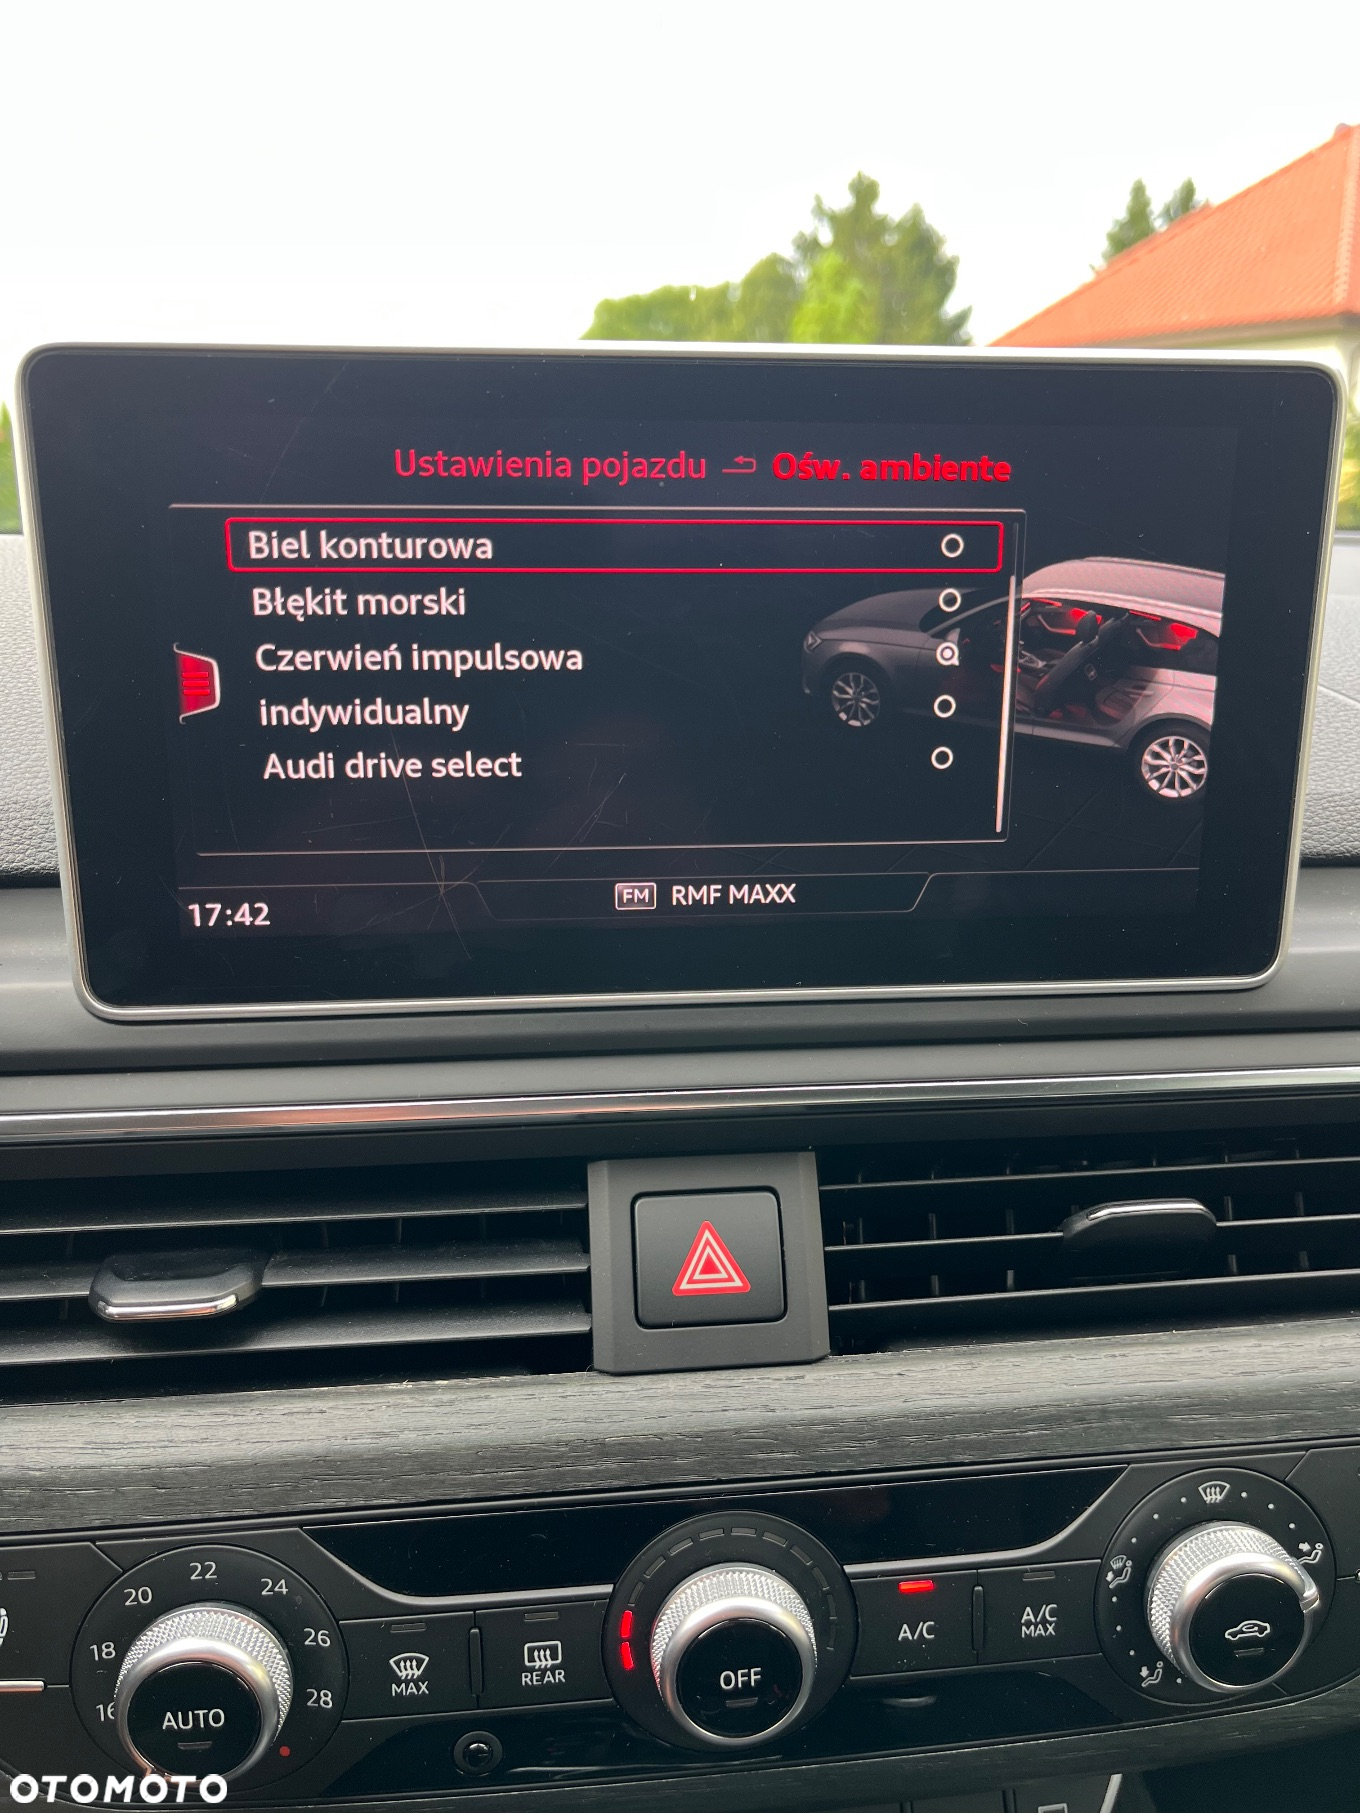 Ustawienia pojazdu Ośw. ambiente
Biel konturowa
Błękit morski
Czerwień impulsowa
indywidualny
Audi drive select
17:42
FM RMF MAXX
16 18 20 22 24 26 28
AUTO
MAX
REAR
OFF
A/C
A/C MAX
OTOMOTO